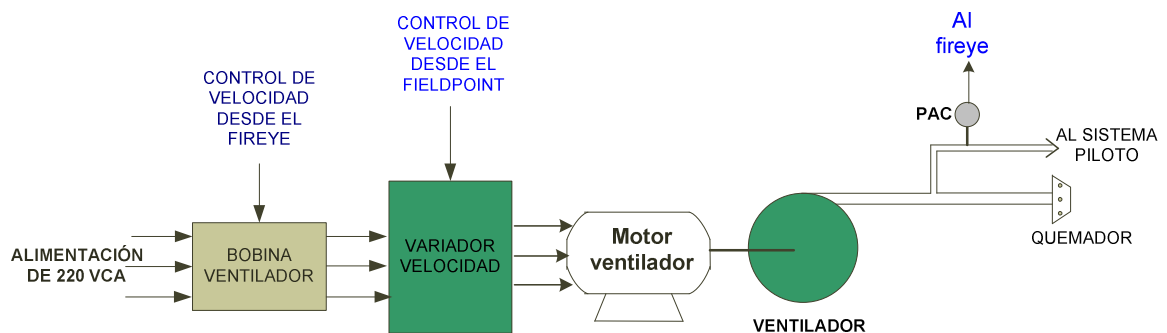 ALIMENTACIÓN
DE 220 VCA
CONTROL DE
VELOCIDAD
DESDE EL
FIREYE
BOBINA
VENTILADOR
CONTROL DE
VELOCIDAD
DESDE EL
FIELDPOINT
VARIADOR
VELOCIDAD
Motor
ventilador
VENTILADOR
Al
fireye
PAC
AL SISTEMA
PILOTO
QUEMADOR